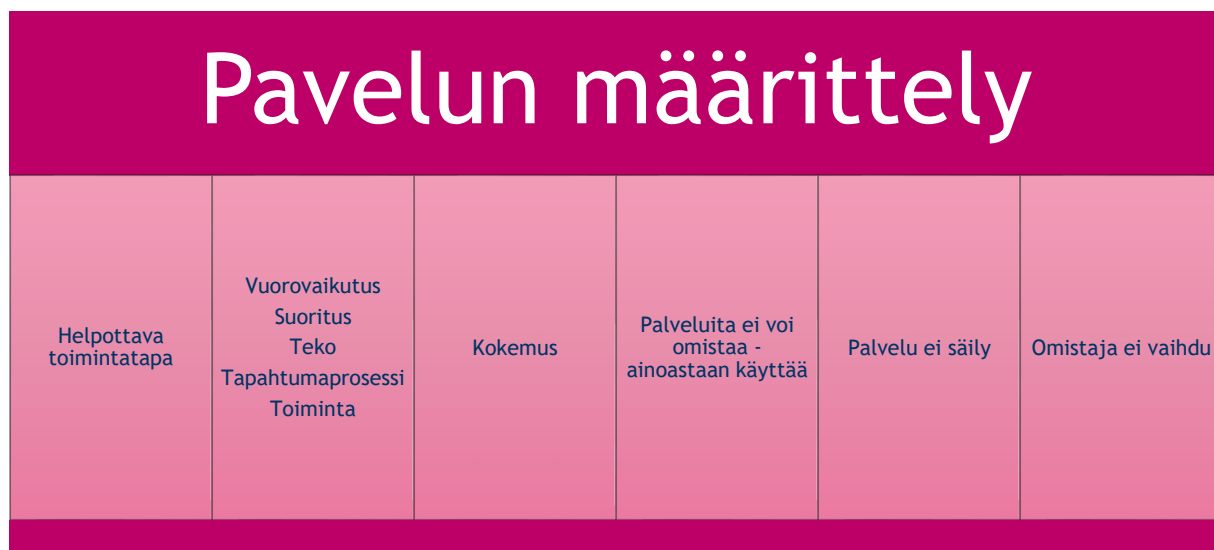 Pavelun määrittely
Helpottava
toimintatapa
Vuorovaikutus
Suoritus
Teko
Tapahtumaprosessi
Toiminta
Kokemus
Palveluita ei voi
omistaa -
ainoastaan käyttää
Palvelu ei säily
Omistaja ei vaihdu